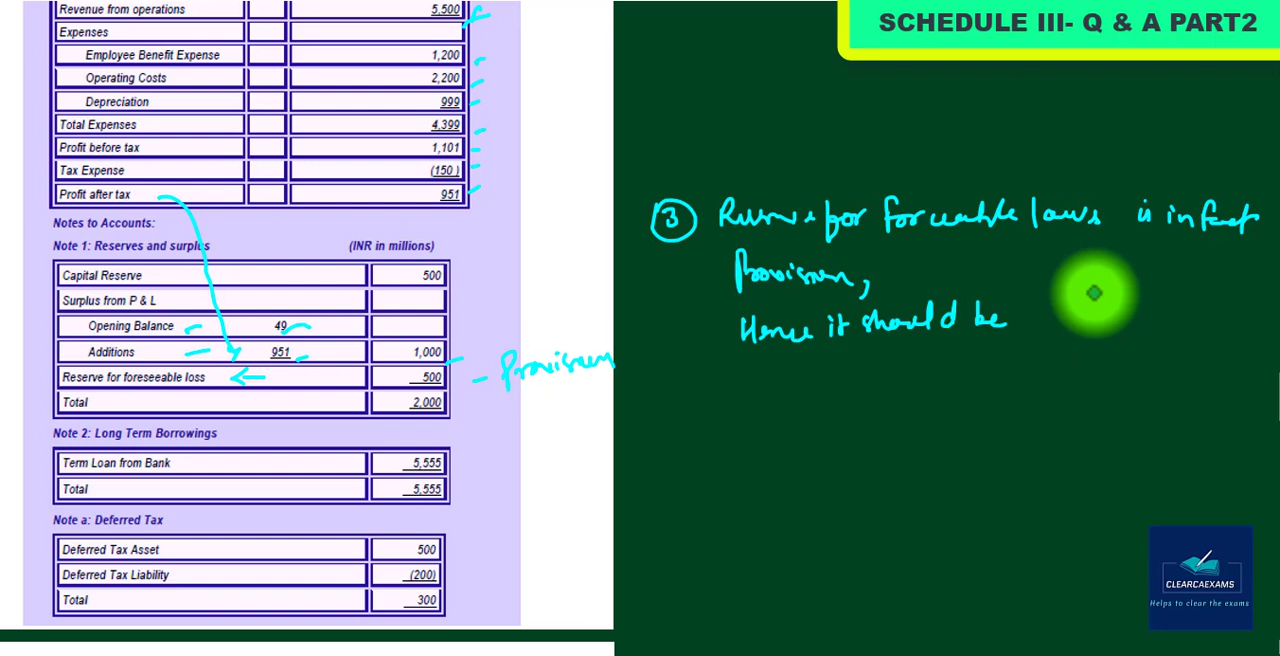 SCHEDULE III- Q & A PART2
Revenue from operations 5,500
Expenses
Employee Benefit Expense 1,200
Operating Costs 2,200
Depreciation 999
Total Expenses 4,399
Profit before tax 1,101
Tax Expense (150 )
Profit after tax 951
Notes to Accounts:
Note 1: Reserves and surplus (INR in millions)
Capital Reserve 500
Surplus from P & L
Opening Balance 49
Additions 951 1,000
Reserve for foreseeable loss 500
Total 2,000
Provision
Note 2: Long Term Borrowings
Term Loan from Bank 5,555
Total 5,555
Note a: Deferred Tax
Deferred Tax Asset 500
Deferred Tax Liability (200)
Total 300
3 Reserve for foreseeable loss is in fact
Provision,
Hence it should be
CLEARCAEXAMS
Helps to clear the exams